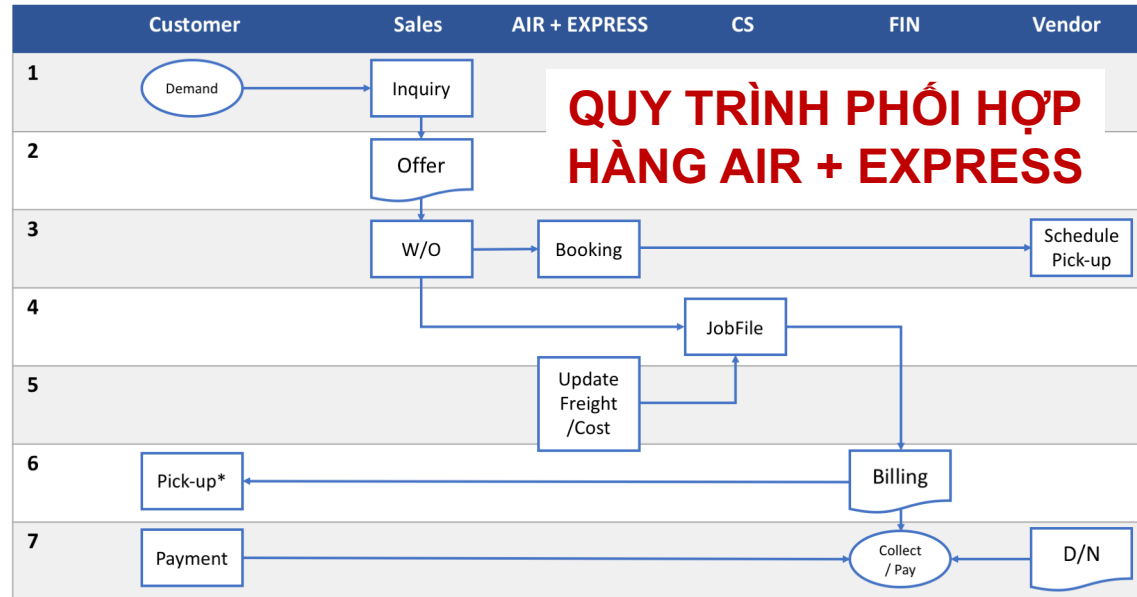 Customer Sales AIR + EXPRESS CS FIN Vendor
1
Demand
Inquiry
QUY TRÌNH PHỐI HỢP
HÀNG AIR + EXPRESS
2
Offer
3
W/O
Booking
Schedule
Pick-up
4
JobFile
5
Update
Freight
/Cost
6
Pick-up*
Billing
7
Payment
Collect
/ Pay
D/N